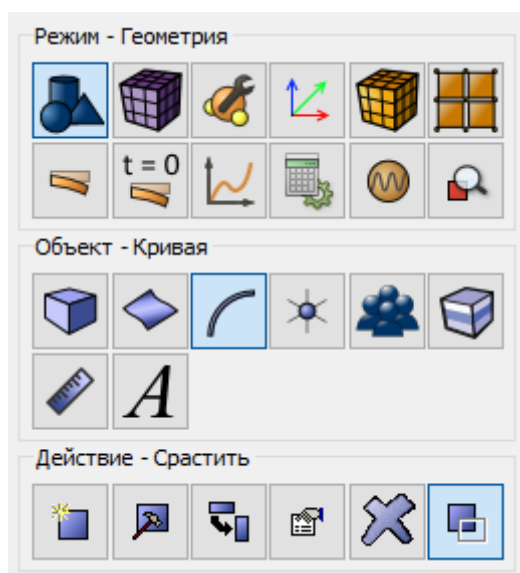 Режим - Геометрия
t = 0
Объект - Кривая
A
Действие - Срастить